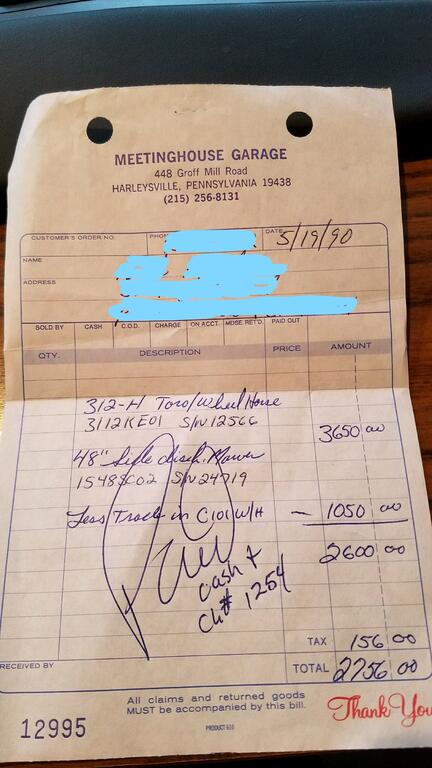 MEETINGHOUSE GARAGE
448 Groff Mill Road
HARLEYSVILLE, PENNSYLVANIA 19438
(215) 256-8131
CUSTOMER'S ORDER NO. PHONE DATE 5/19/90
NAME
ADDRESS
SOLD BY CASH C.O.D. CHARGE ON ACCT. MDSE. RET'D. PAID OUT
QTY. DESCRIPTION PRICE AMOUNT
312-H Toro/Wheel Horse
3112KE01 S/N 12566 3650 00
48" Side disch. Mower
S/N 24719
Less Trade in C101 W/H - 1050 00
2600 00
Paid
cash +
ch# 1254
TAX 156 00
RECEIVED BY TOTAL 2756 00
All claims and returned goods
MUST be accompanied by this bill.
Thank You
12995 PRODUCT 610